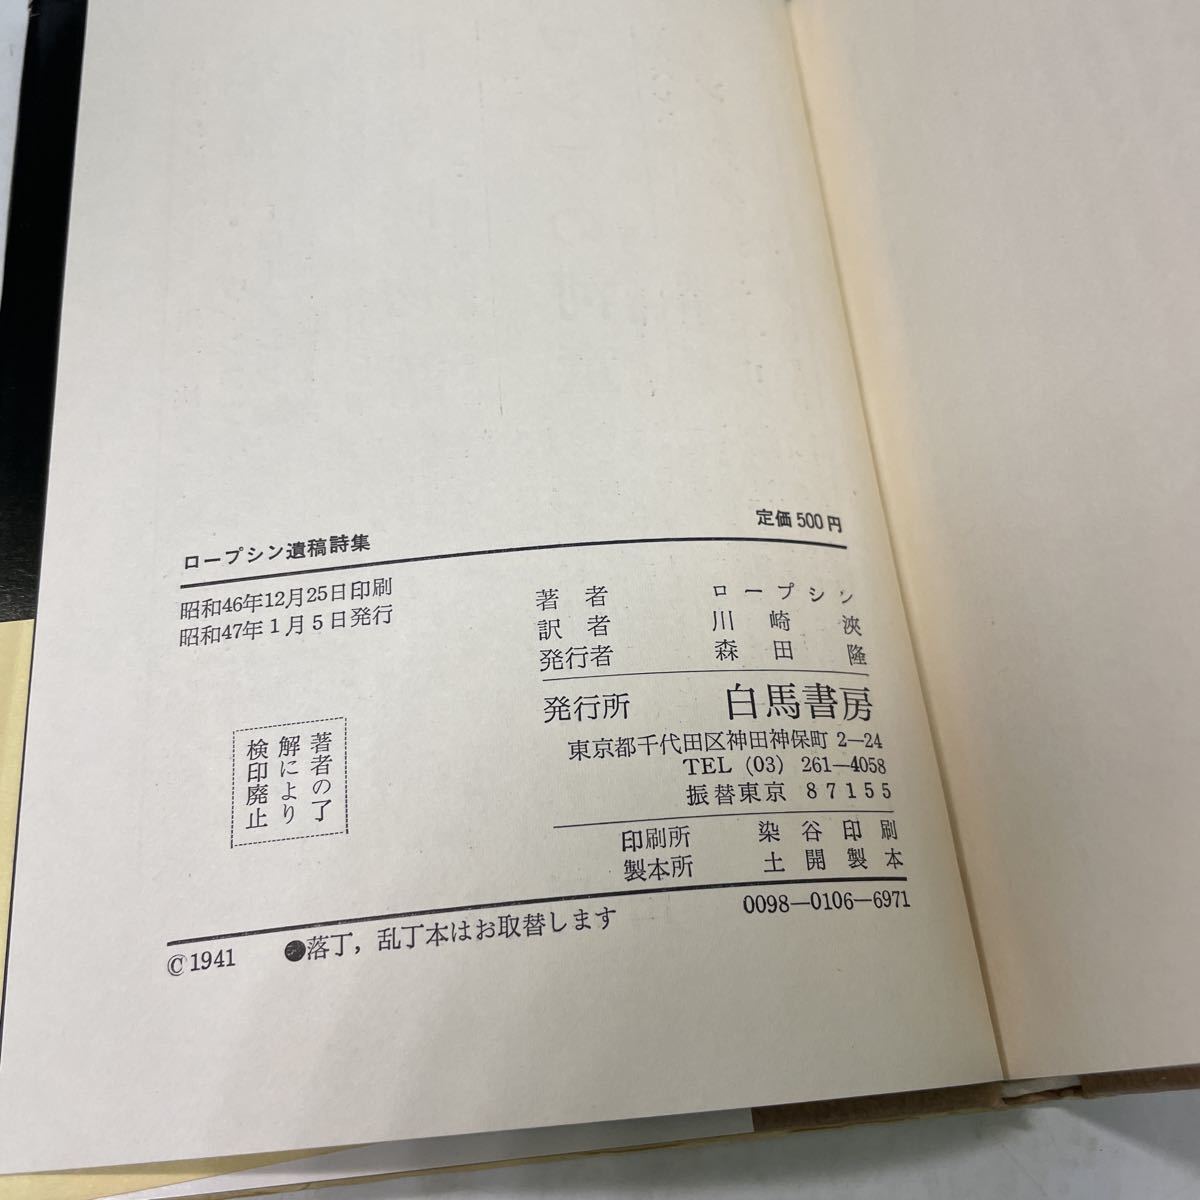 ロープシン遺稿詩集
定価500円
昭和46年12月25日印刷
昭和47年1月5日発行
著者 ロープシン
訳者 川崎浹
発行者 森田隆
発行所 白馬書房
東京都千代田区神田神保町2—24
TEL (03) 261—4058
振替東京 87155
印刷所 染谷印刷
製本所 土開製本
著者の了
解により
検印廃止
0098—0106—6971
©1941 ●落丁，乱丁本はお取替します